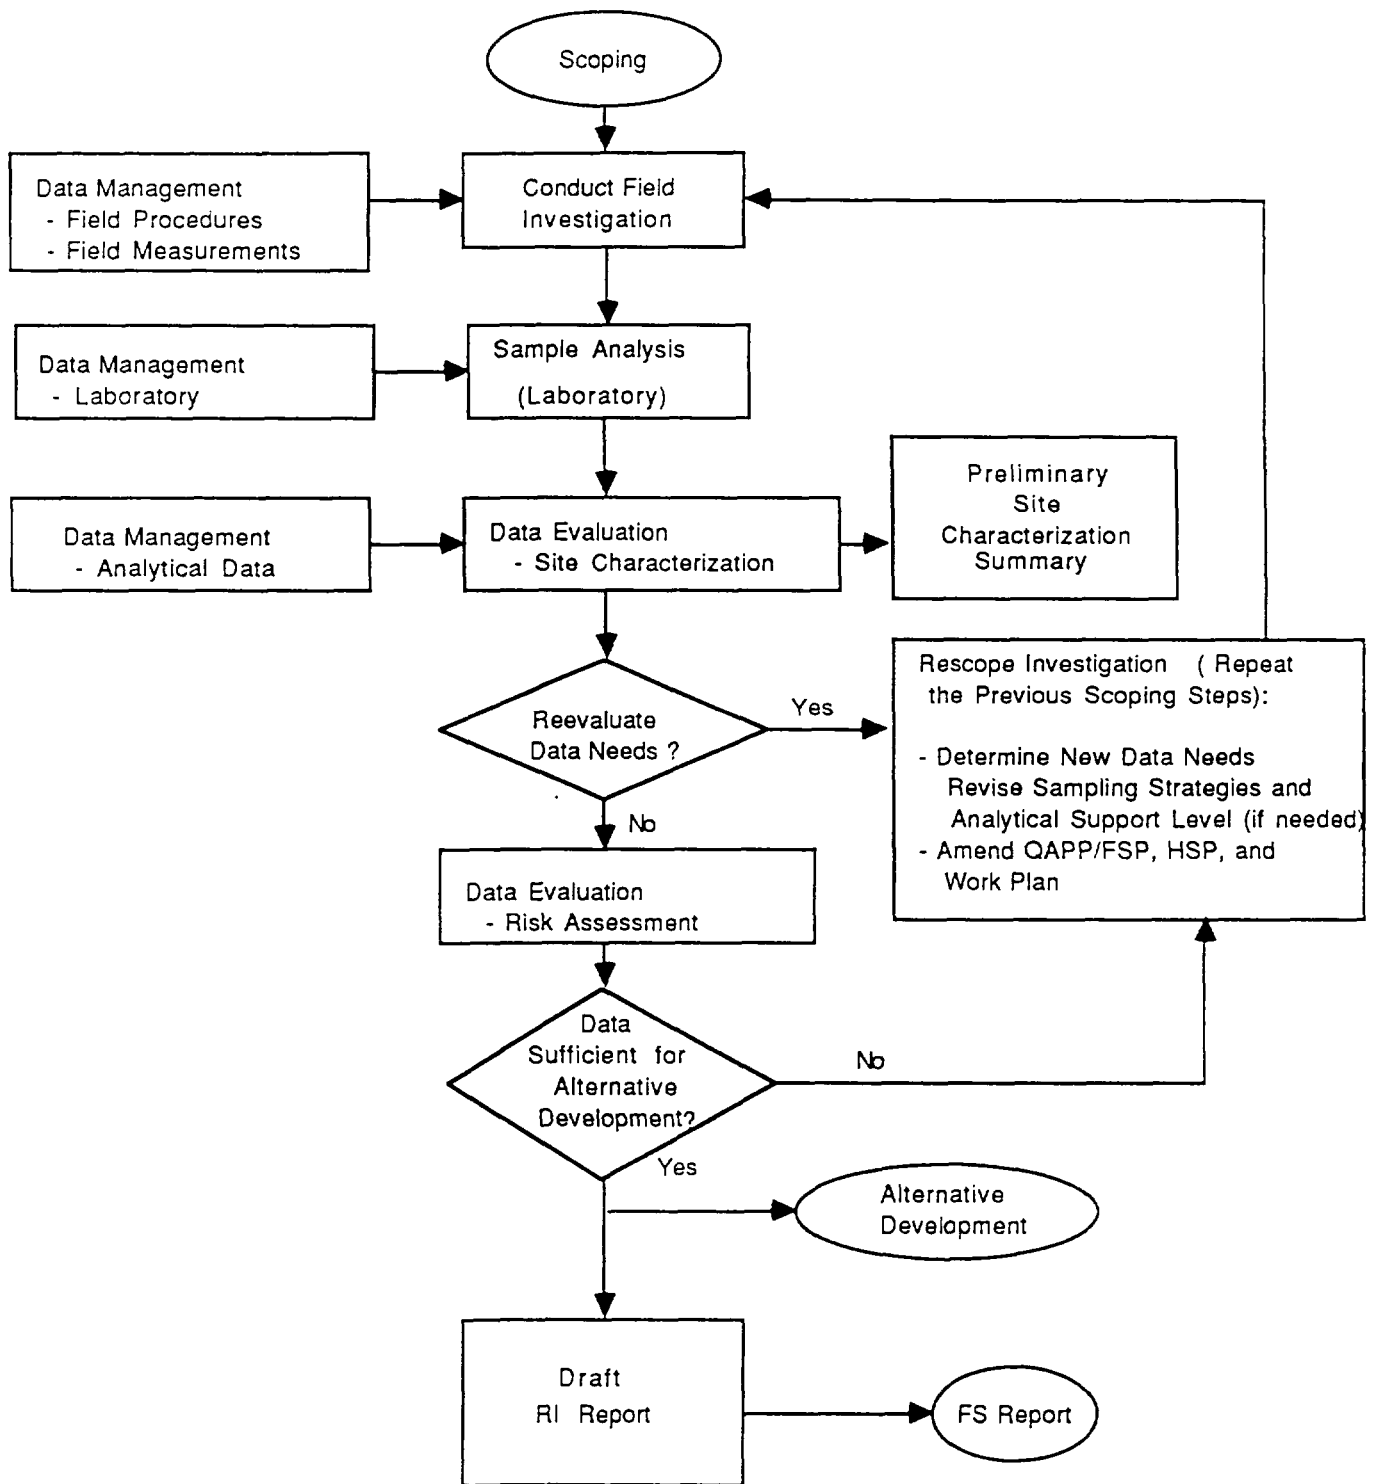 Scoping
Data Management
- Field Procedures
- Field Measurements
Conduct Field
Investigation
Data Management
- Laboratory
Sample Analysis
(Laboratory)
Data Management
- Analytical Data
Data Evaluation
- Site Characterization
Preliminary
Site
Characterization
Summary
Reevaluate
Data Needs ?
Yes
No
Rescope Investigation ( Repeat
the Previous Scoping Steps):
- Determine New Data Needs
Revise Sampling Strategies and
Analytical Support Level (if needed)
- Amend QAPP/FSP, HSP, and
Work Plan
Data Evaluation
- Risk Assessment
Data
Sufficient for
Alternative
Development?
No
Yes
Alternative
Development
Draft
RI Report
FS Report